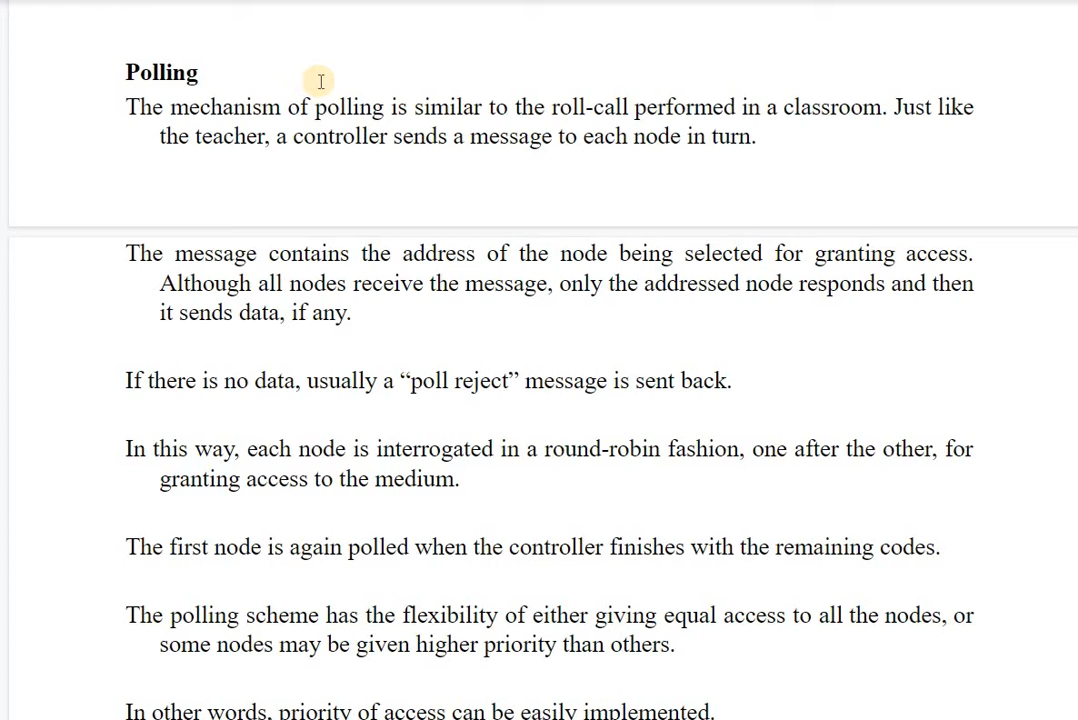 Polling
The mechanism of polling is similar to the roll-call performed in a classroom. Just like
the teacher, a controller sends a message to each node in turn.
The message contains the address of the node being selected for granting access.
Although all nodes receive the message, only the addressed node responds and then
it sends data, if any.
If there is no data, usually a “poll reject” message is sent back.
In this way, each node is interrogated in a round-robin fashion, one after the other, for
granting access to the medium.
The first node is again polled when the controller finishes with the remaining codes.
The polling scheme has the flexibility of either giving equal access to all the nodes, or
some nodes may be given higher priority than others.
In other words, priority of access can be easily implemented.